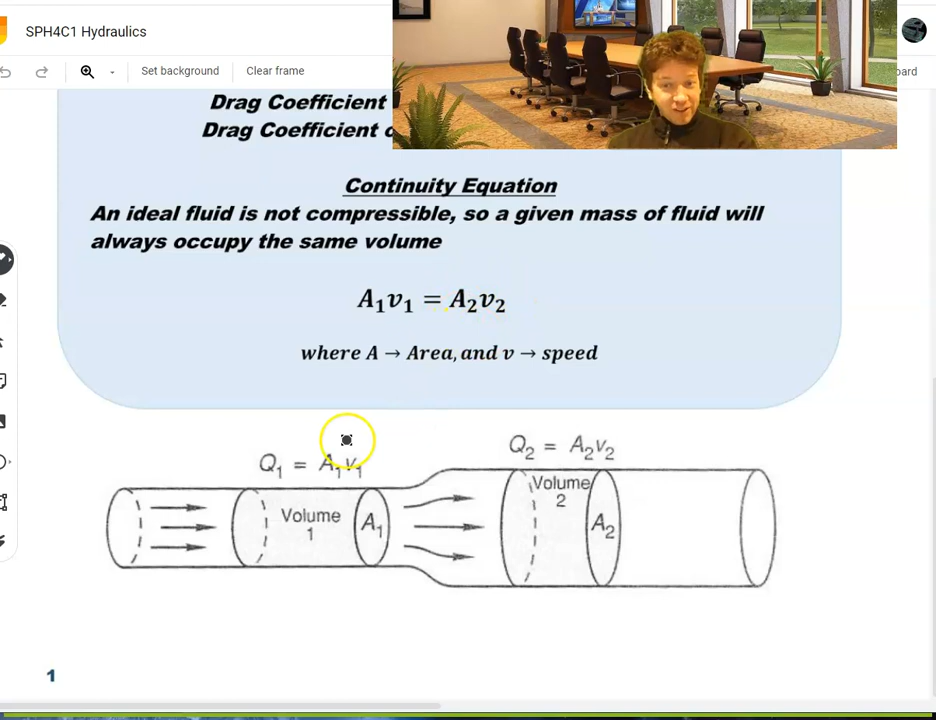 SPH4C1 Hydraulics
Set background
Clear frame
Drag Coefficient
Drag Coefficient
Continuity Equation
An ideal fluid is not compressible, so a given mass of fluid will
always occupy the same volume
A₁v₁ = A₂v₂
where A → Area, and v → speed
Q₁ = A₁v₁
Q₂ = A₂v₂
Volume
1
A₁
Volume
2
A₂
1